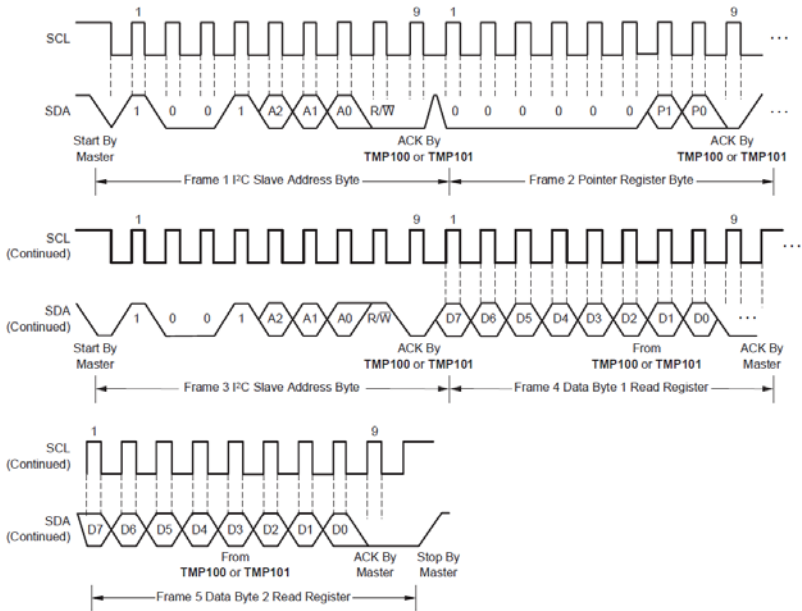 1 9 1 9
SCL ...
SDA 1 0 0 1 A2 A1 A0 R/W̅ 0 0 0 0 0 0 P1 P0 ...
Start By ACK By ACK By
Master TMP100 or TMP101 TMP100 or TMP101
Frame 1 I²C Slave Address Byte Frame 2 Pointer Register Byte
1 9 1 9
SCL ...
(Continued)
SDA 1 0 0 1 A2 A1 A0 R/W̅ D7 D6 D5 D4 D3 D2 D1 D0 ...
(Continued)
Start By ACK By From ACK By
Master TMP100 or TMP101 TMP100 or TMP101 Master
Frame 3 I²C Slave Address Byte Frame 4 Data Byte 1 Read Register
1 9
SCL
(Continued)
SDA D7 D6 D5 D4 D3 D2 D1 D0
(Continued)
From ACK By Stop By
TMP100 or TMP101 Master Master
Frame 5 Data Byte 2 Read Register